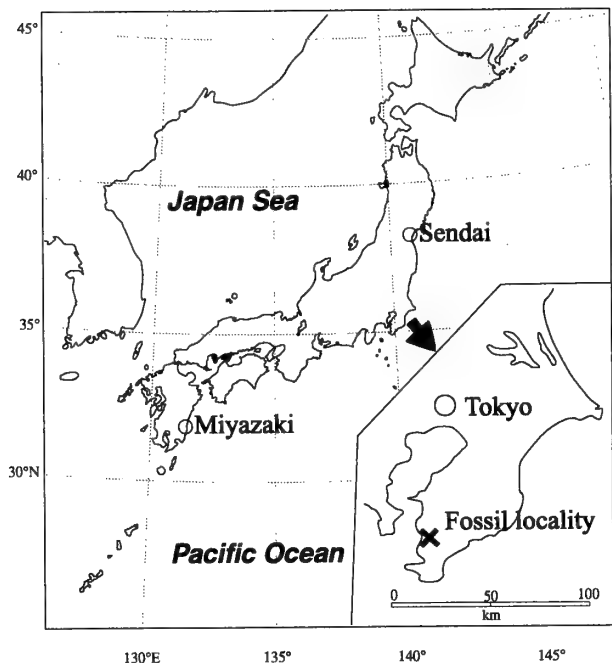 45°
40°
Japan Sea
Sendai
35°
Tokyo
Miyazaki
30°N
Fossil locality
Pacific Ocean
0 50 100
km
130°E 135° 140° 145°